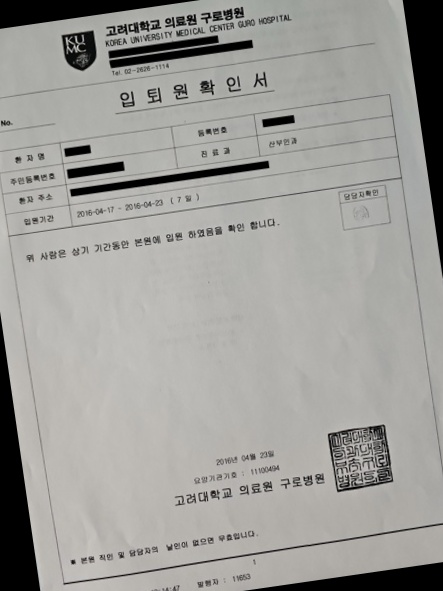 KU
MC
고려대학교 의료원 구로병원
KOREA UNIVERSITY MEDICAL CENTER GURO HOSPITAL
Tel. 02-2626-1114
입 퇴 원 확 인 서
No.
환 자 명
등록번호
주민등록번호
진 료 과
산부인과
환자 주소
입원기간
2016-04-17 - 2016-04-23 ( 7 일 )
담당자확인
위 사람은 상기 기간동안 본원에 입원 하였음을 확인 합니다.
2016년 04월 23일
요양기관기호 : 11100494
고려대학교 의료원 구로병원
※ 본원 직인 및 담당자의 날인이 없으면 무효입니다.
1
14:47 발행자 : 11653